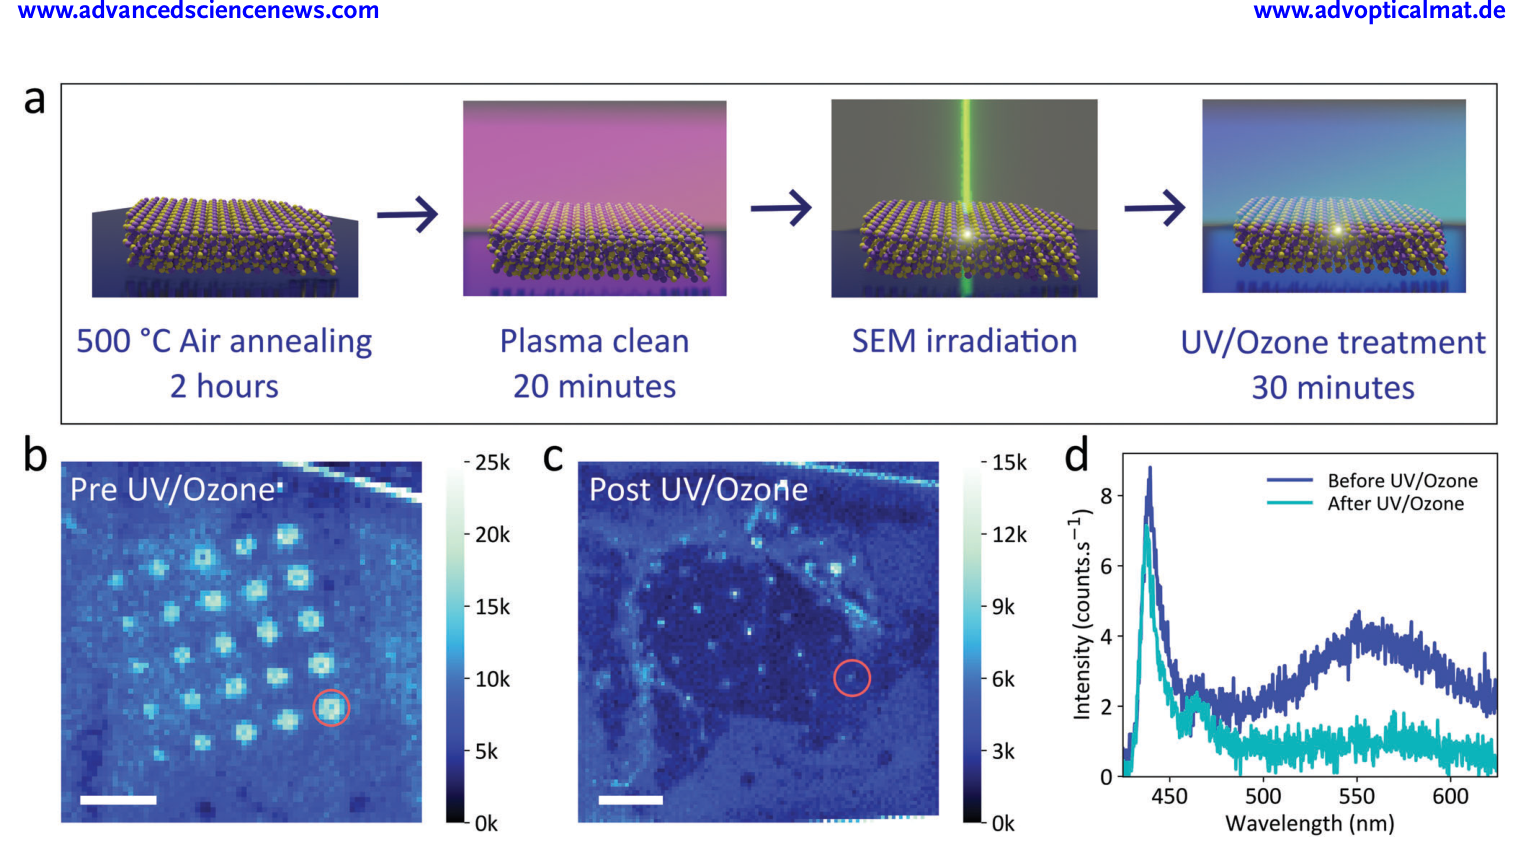 www.advancedsciencenews.com
www.advopticalmat.de
a
500 °C Air annealing
2 hours
Plasma clean
20 minutes
SEM irradiation
UV/Ozone treatment
30 minutes
b
Pre UV/Ozone
25k
20k
15k
10k
5k
0k
c
Post UV/Ozone
15k
12k
9k
6k
3k
0k
d
Before UV/Ozone
After UV/Ozone
Intensity (counts.s⁻¹)
8
6
4
2
0
450 500 550 600
Wavelength (nm)